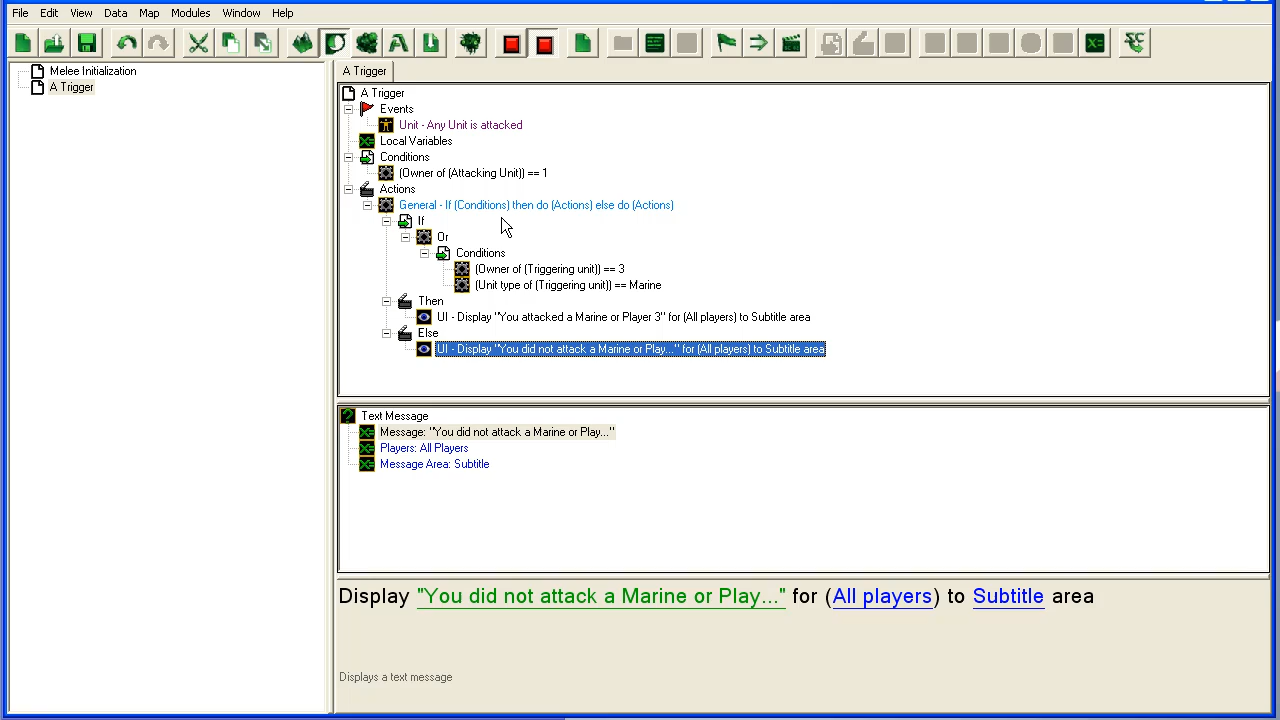 File Edit View Data Map Modules Window Help
Melee Initialization
A Trigger
A Trigger
A Trigger
Events
Unit - Any Unit is attacked
Local Variables
Conditions
(Owner of (Attacking Unit)) == 1
Actions
General - If (Conditions) then do (Actions) else do (Actions)
If
Or
Conditions
(Owner of (Triggering unit)) == 3
(Unit type of (Triggering unit)) == Marine
Then
UI - Display "You attacked a Marine or Player 3" for (All players) to Subtitle area
Else
UI - Display "You did not attack a Marine or Play..." for (All players) to Subtitle area
Text Message
Message: "You did not attack a Marine or Play..."
Players: All Players
Message Area: Subtitle
Display "You did not attack a Marine or Play..." for (All players) to Subtitle area
Displays a text message